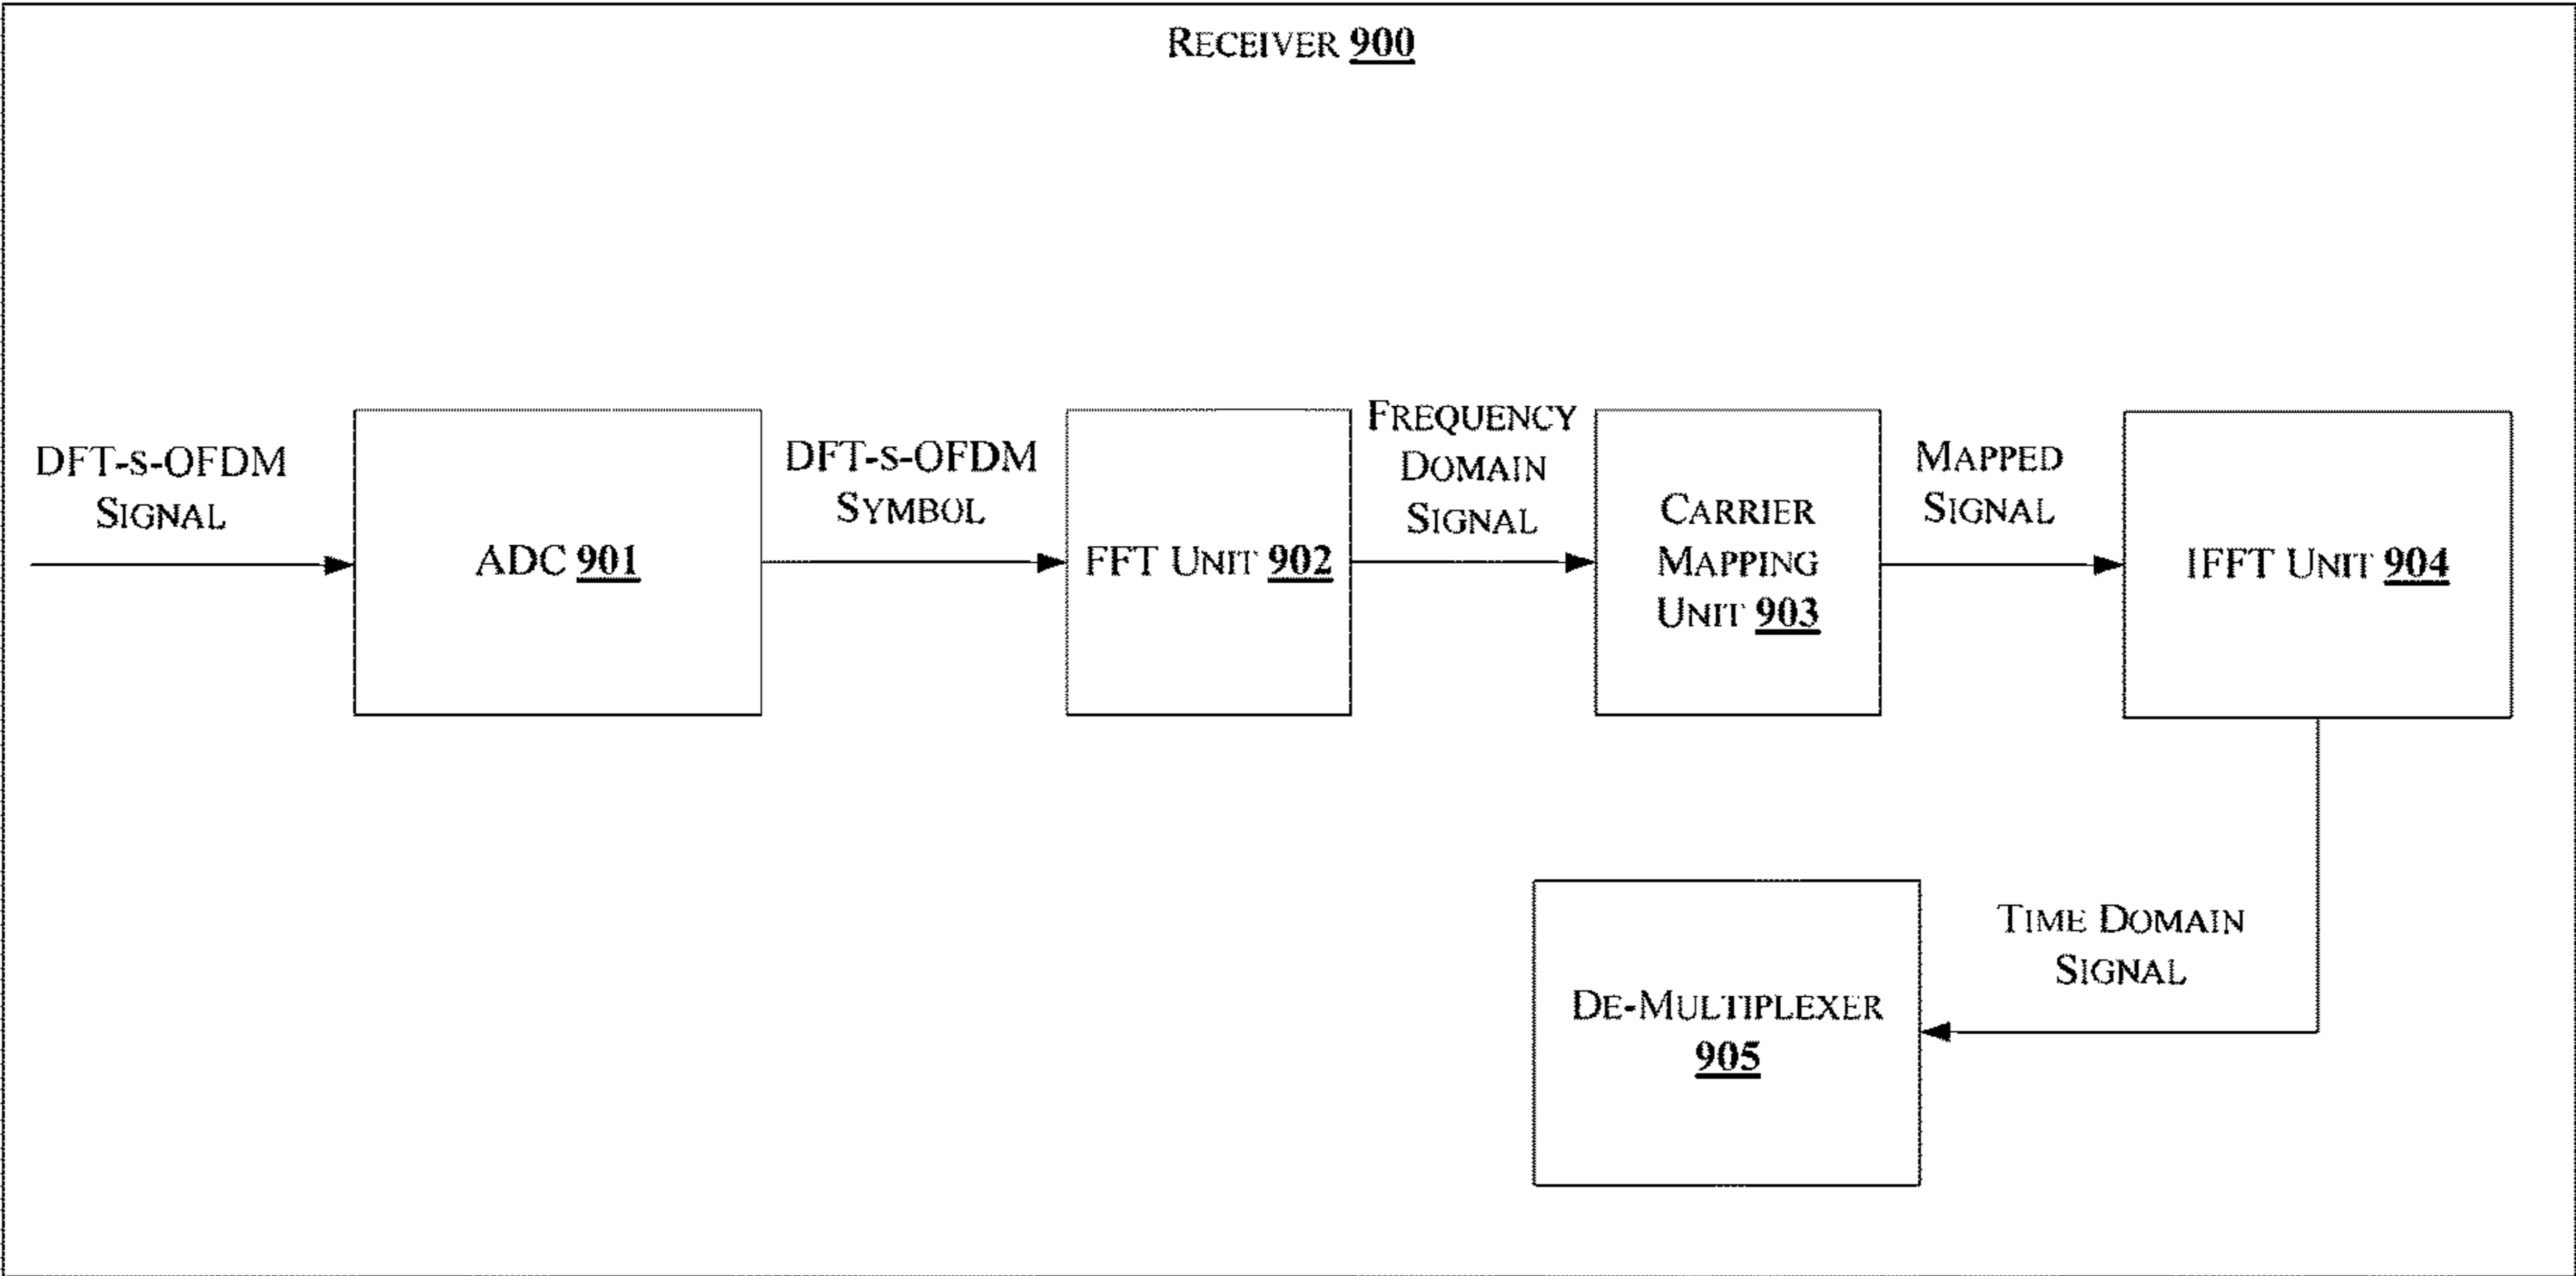 RECEIVER 900
DFT-S-OFDM
SIGNAL
ADC 901
DFT-S-OFDM
SYMBOL
FFT UNIT 902
FREQUENCY
DOMAIN
SIGNAL
CARRIER
MAPPING
UNIT 903
MAPPED
SIGNAL
IFFT UNIT 904
TIME DOMAIN
SIGNAL
DE-MULTIPLEXER
905